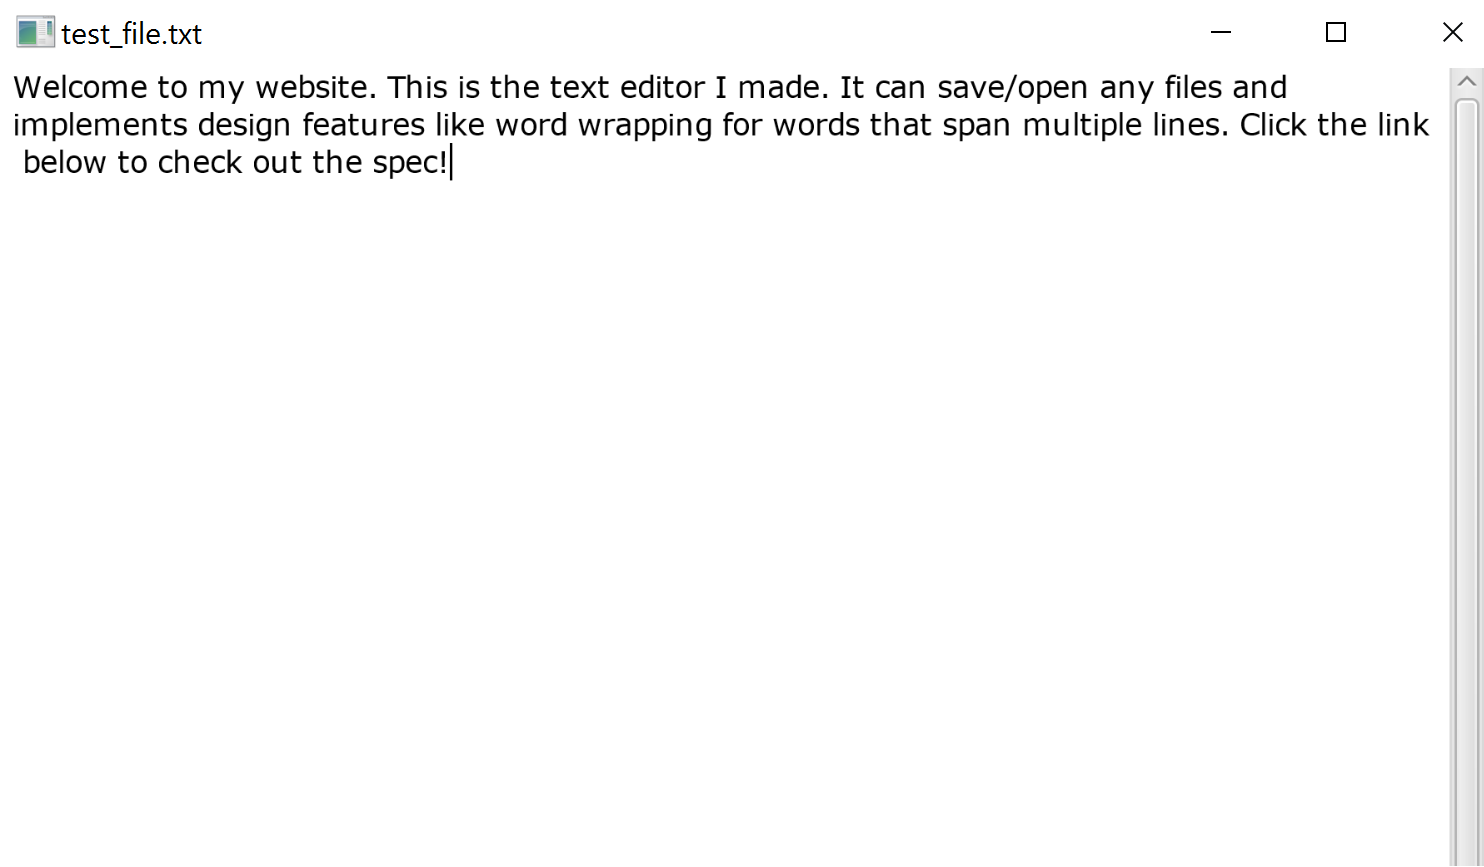 test_file.txt
Welcome to my website. This is the text editor I made. It can save/open any files and
implements design features like word wrapping for words that span multiple lines. Click the link
below to check out the spec!